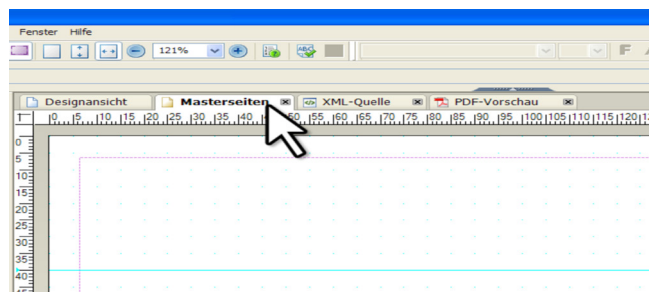 Fenster Hilfe
121% ABC F
Designansicht Masterseiten XML-Quelle PDF-Vorschau
0 5 10 15 20 25 30 35 40 50 55 60 65 70 75 80 85 90 95 100 105 110 115 120
0
5
10
15
20
25
30
35
40